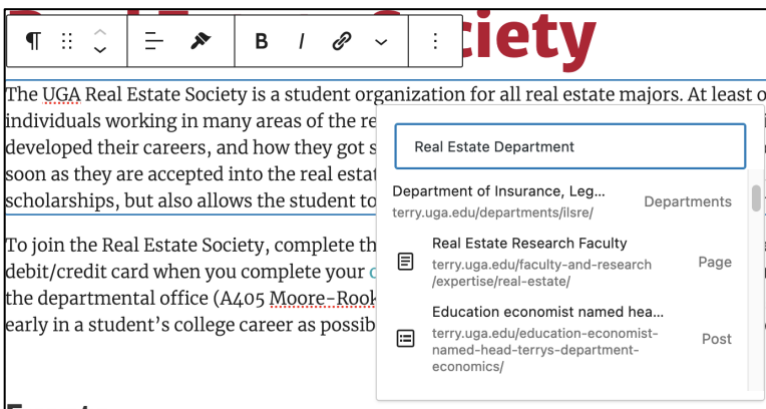 ciety
B I
The UGA Real Estate Society is a student organization for all real estate majors. At least o
individuals working in many areas of the re
developed their careers, and how they got s
soon as they are accepted into the real estat
scholarships, but also allows the student to
Real Estate Department
Department of Insurance, Leg...
terry.uga.edu/departments/ilsre/
Departments
Real Estate Research Faculty
terry.uga.edu/faculty-and-research
/expertise/real-estate/
Page
Education economist named hea...
terry.uga.edu/education-economist-
named-head-terrys-department-
economics/
Post
To join the Real Estate Society, complete th
debit/credit card when you complete your
the departmental office (A405 Moore-Rook
early in a student’s college career as possib